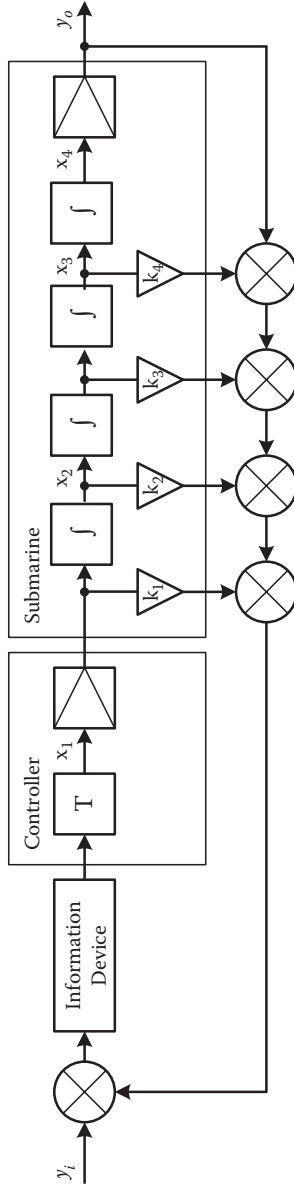 y_i
Information
Device
Controller
T
x_1
Submarine
∫
x_2
∫
∫
x_3
∫
x_4
y_o
k_1
k_2
k_3
k_4